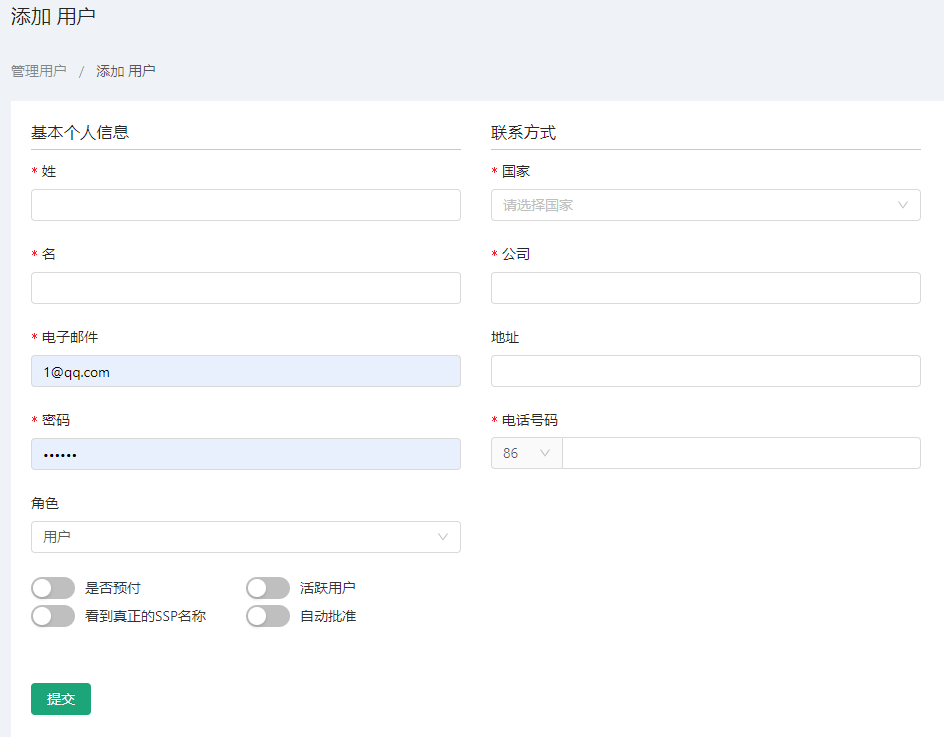 添加 用户
管理用户 / 添加 用户
基本个人信息
* 姓
* 名
* 电子邮件
1@qq.com
* 密码
••••••
角色
用户
是否预付 活跃用户
看到真正的SSP名称 自动批准
提交
联系方式
* 国家
请选择国家
* 公司
地址
* 电话号码
86